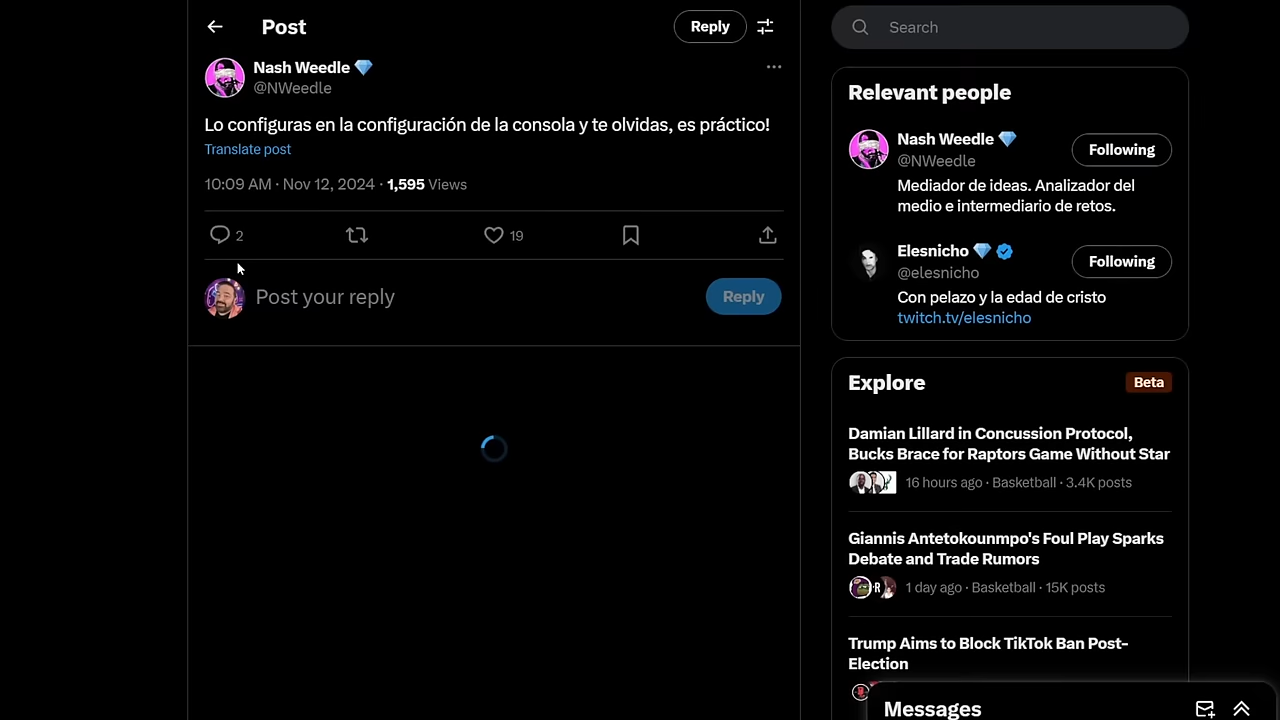 Post
Reply
Nash Weedle 💎
@NWeedle
Lo configuras en la configuración de la consola y te olvidas, es práctico!
Translate post
10:09 AM · Nov 12, 2024 · 1,595 Views
2
19
Post your reply
Reply
Search
Relevant people
Nash Weedle 💎
@NWeedle
Following
Mediador de ideas. Analizador del
medio e intermediario de retos.
Elesnicho 💎
@elesnicho
Following
Con pelazo y la edad de cristo
twitch.tv/elesnicho
Explore
Beta
Damian Lillard in Concussion Protocol,
Bucks Brace for Raptors Game Without Star
16 hours ago · Basketball · 3.4K posts
Giannis Antetokounmpo's Foul Play Sparks
Debate and Trade Rumors
1 day ago · Basketball · 15K posts
Trump Aims to Block TikTok Ban Post-
Election
Messages